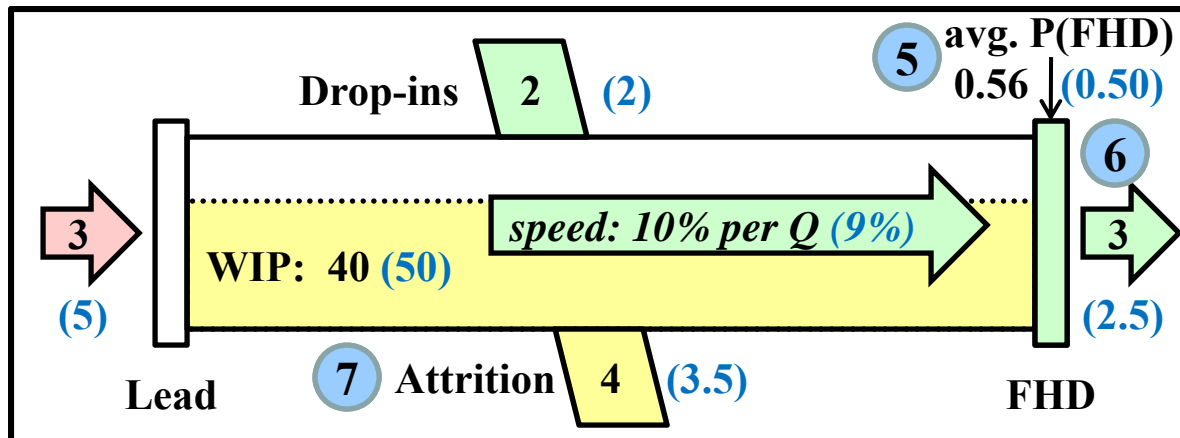 5 avg. P(FHD)
0.56 (0.50)
Drop-ins 2 (2)
6
3
speed: 10% per Q (9%)
3
WIP: 40 (50)
(5)
(2.5)
7 Attrition 4 (3.5)
Lead
FHD